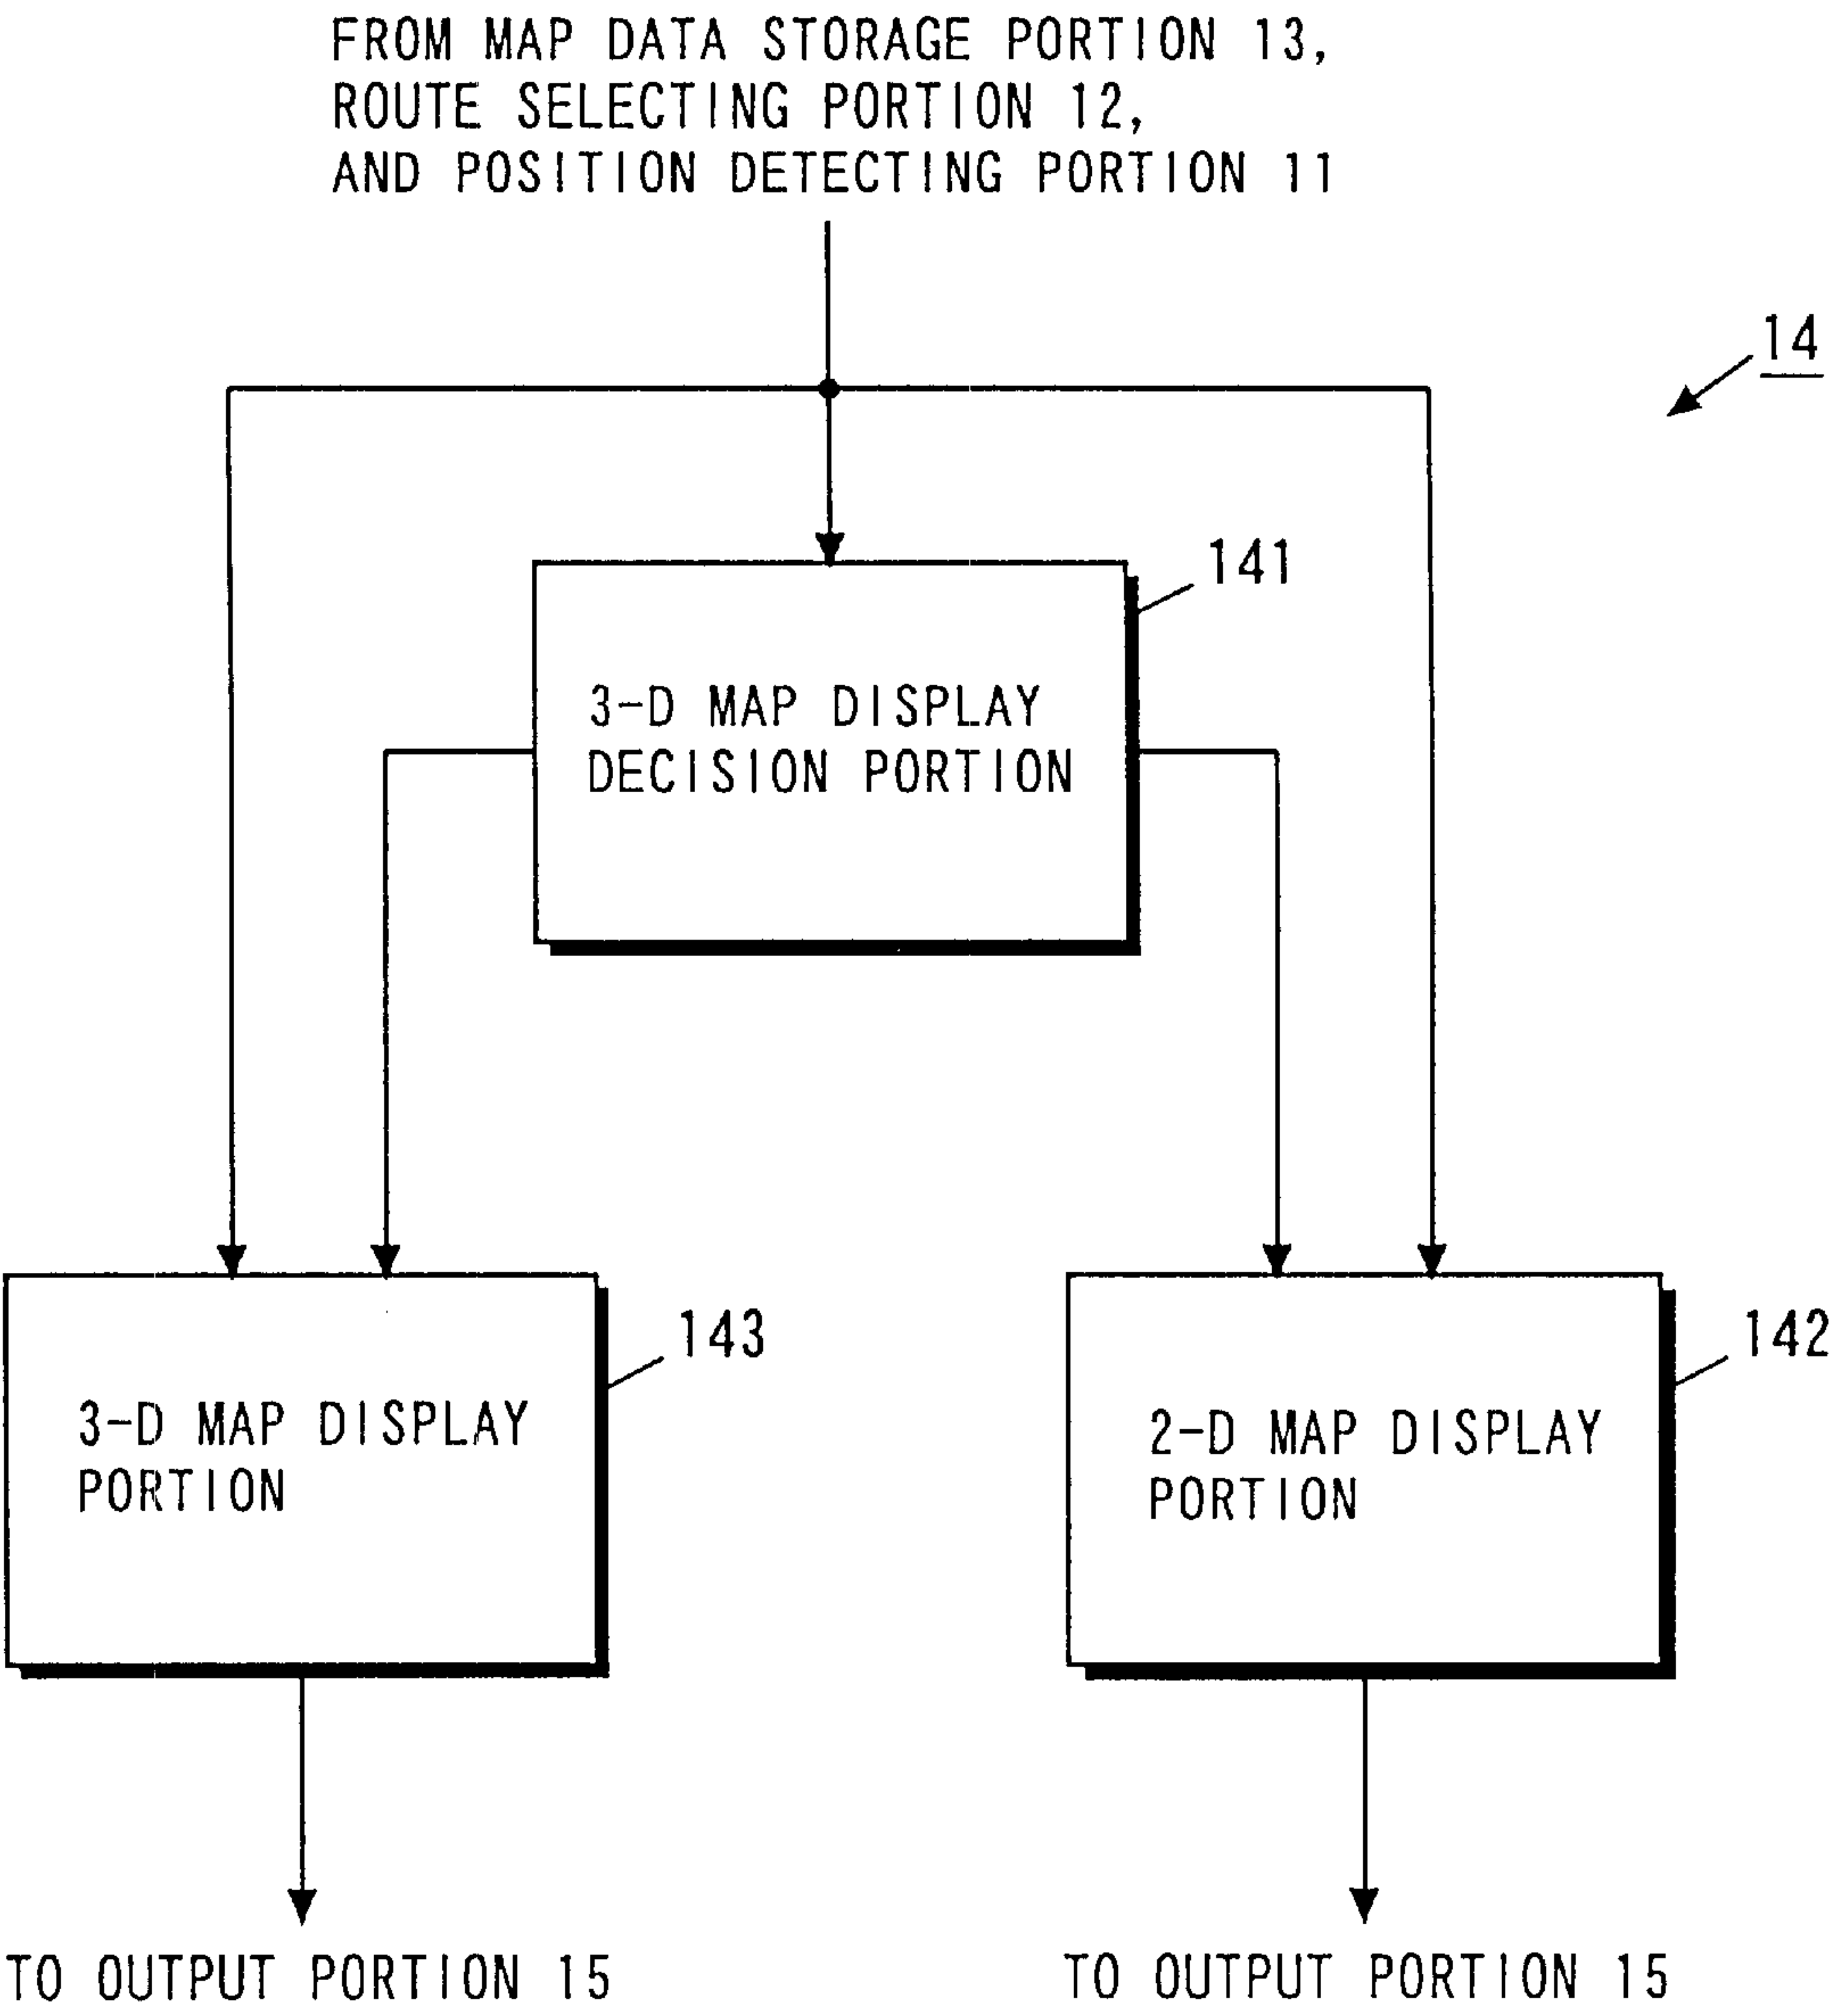 FROM MAP DATA STORAGE PORTION 13,
ROUTE SELECTING PORTION 12,
AND POSITION DETECTING PORTION 11
14
141
3-D MAP DISPLAY
DECISION PORTION
143
3-D MAP DISPLAY
PORTION
142
2-D MAP DISPLAY
PORTION
TO OUTPUT PORTION 15
TO OUTPUT PORTION 15